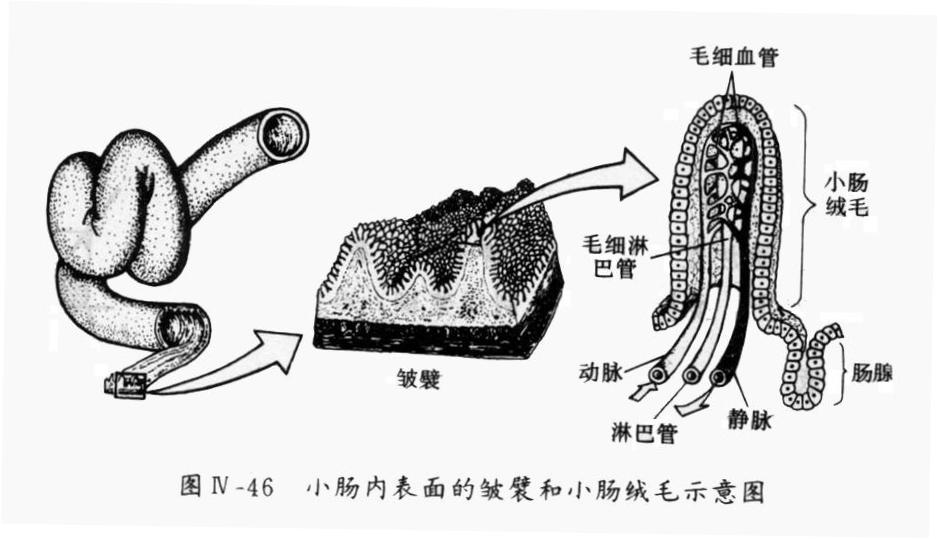 毛细血管
小肠
绒毛
毛细淋
巴管
皱襞
动脉
肠腺
淋巴管
静脉
图Ⅳ-46 小肠内表面的皱襞和小肠绒毛示意图